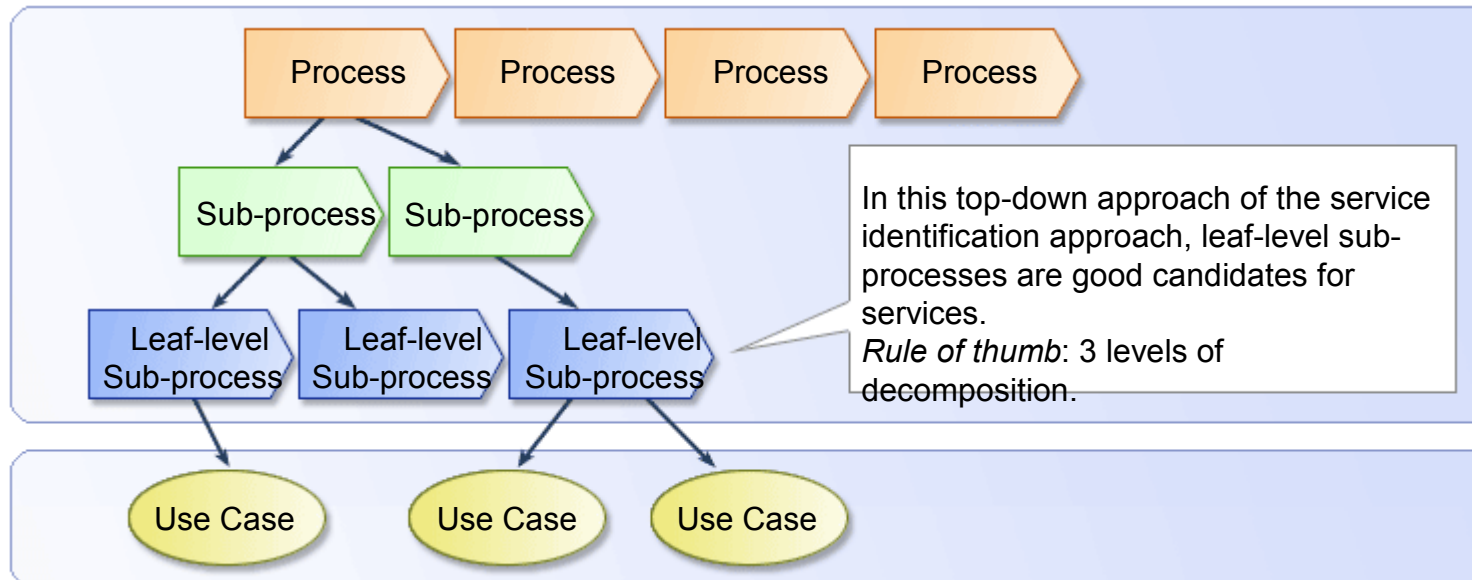 Process
Process
Process
Process
Sub-process
Sub-process
In this top-down approach of the service
identification approach, leaf-level sub-
processes are good candidates for
services.
Rule of thumb: 3 levels of
decomposition.
Leaf-level
Sub-process
Leaf-level
Sub-process
Leaf-level
Sub-process
Use Case
Use Case
Use Case